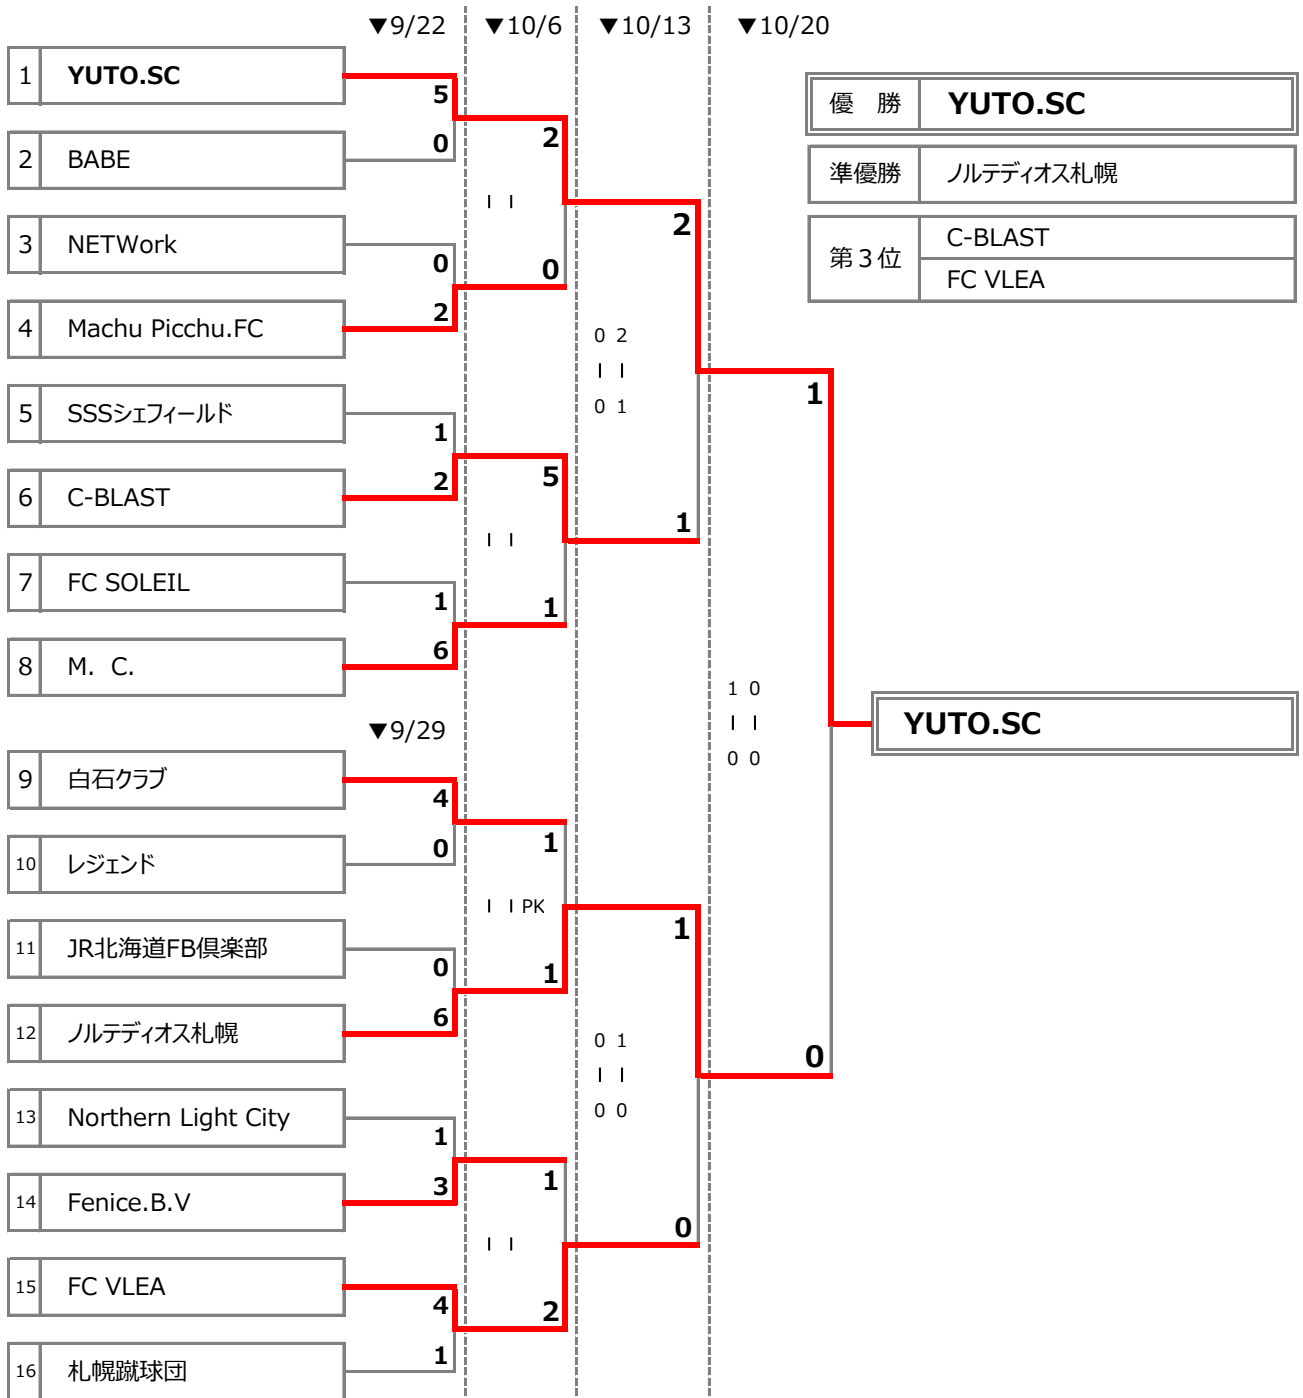 ▼9/22 ▼10/6 ▼10/13 ▼10/20
1 YUTO.SC
5
優 勝 YUTO.SC
0
2
2 BABE
準優勝 ノルテディオス札幌
I I
2
3 NETWork
第３位 C-BLAST
0
0
FC VLEA
2
4 Machu Picchu.FC
0 2
I I
1
0 1
5 SSSシェフィールド
1
2
5
6 C-BLAST
1
I I
7 FC SOLEIL
1
1
6
8 M. C.
1 0
I I
0 0
YUTO.SC
▼9/29
9 白石クラブ
4
0
1
10 レジェンド
I I PK
1
11 JR北海道FB倶楽部
0
1
6
12 ノルテディオス札幌
0 1
I I
0 0
0
13 Northern Light City
1
3
1
14 Fenice.B.V
0
I I
15 FC VLEA
4
2
1
16 札幌蹴球団